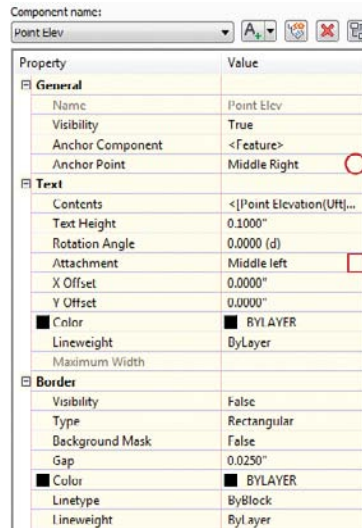 Component name:
Point Elev
Property Value
General
Name Point Elev
Visibility True
Anchor Component <Feature>
Anchor Point Middle Right
Text
Contents <[Point Elevation(Uft|...
Text Height 0.1000"
Rotation Angle 0.0000 (d)
Attachment Middle left
X Offset 0.0000"
Y Offset 0.0000"
Color BYLAYER
Lineweight ByLayer
Maximum Width
Border
Visibility False
Type Rectangular
Background Mask False
Gap 0.0250"
Color BYLAYER
Linetype ByBlock
Lineweight ByLayer